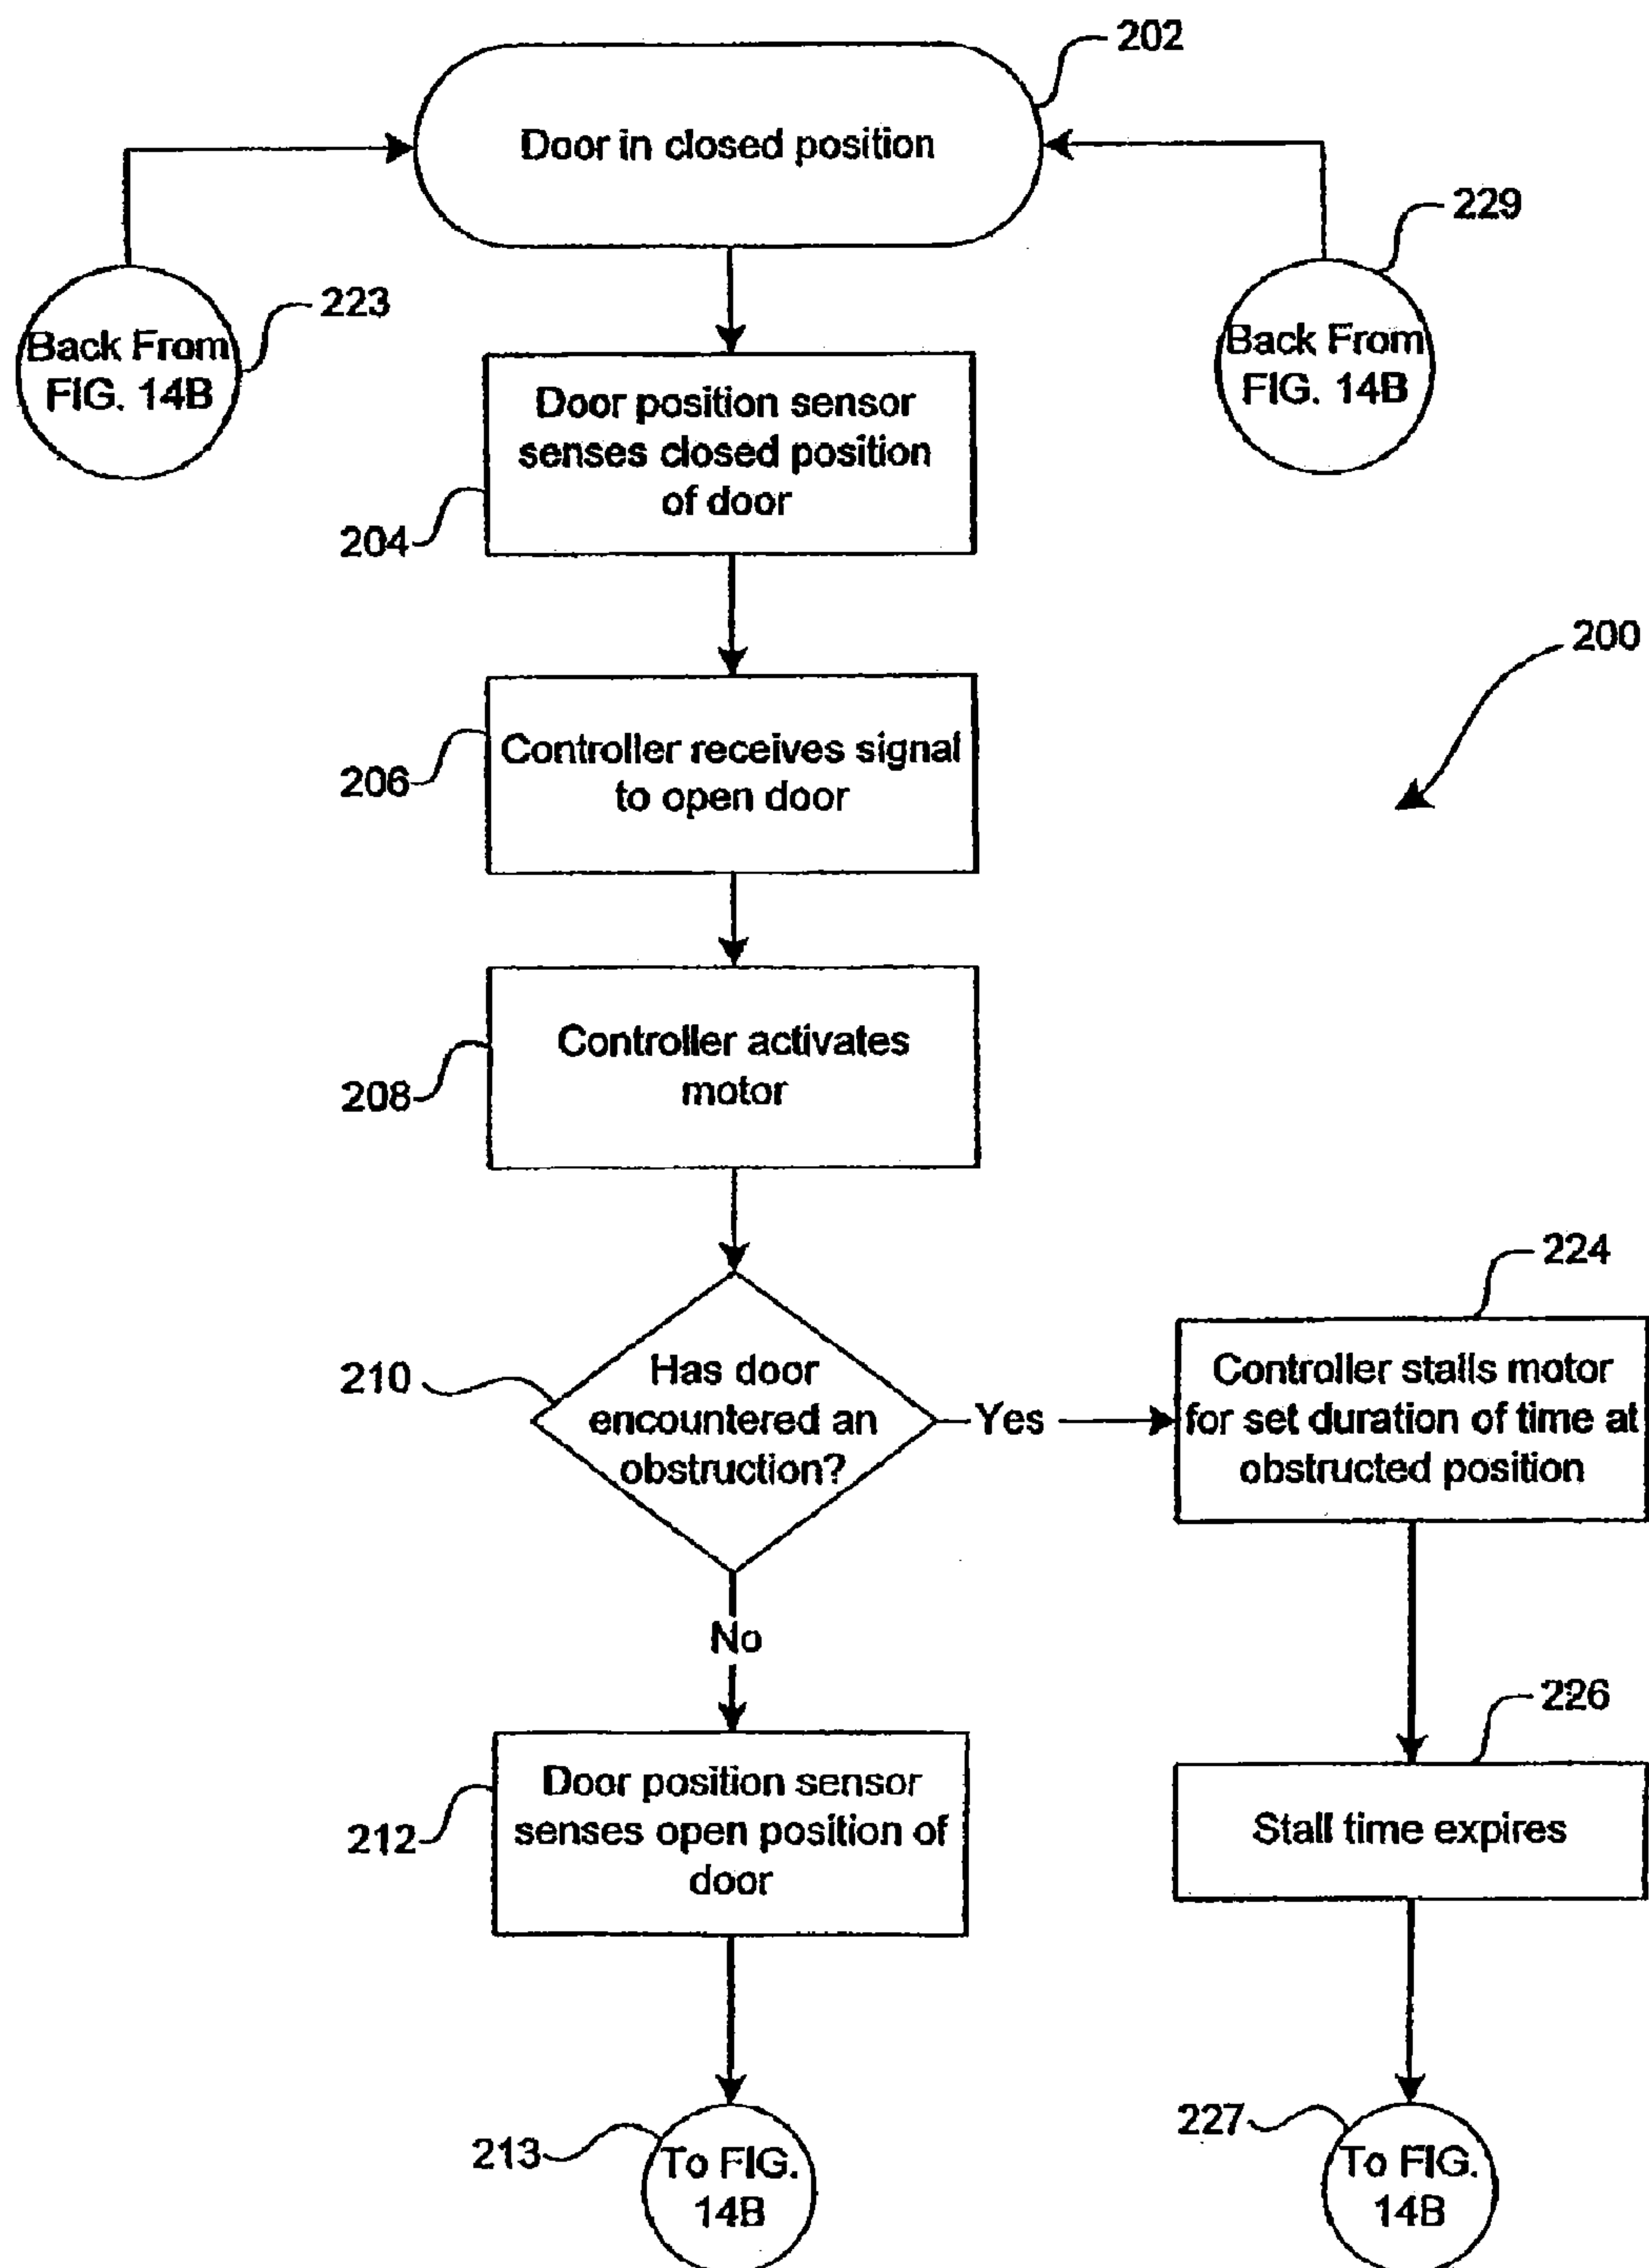 202
Door in closed position
229
223
Back From
FIG. 14B
Back From
FIG. 14B
Door position sensor
senses closed position
of door
204
200
Controller receives signal
to open door
206
Controller activates
motor
208
224
210
Has door
encountered an
obstruction?
Yes
Controller stalls motor
for set duration of time at
obstructed position
No
226
Door position sensor
senses open position of
door
212
Stall time expires
213
To FIG.
14B
227
To FIG.
14B